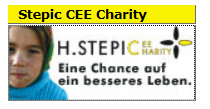 Stepic CEE Charity
H.STEPIC CEE CHARITY
Eine Chance auf
ein besseres Leben.